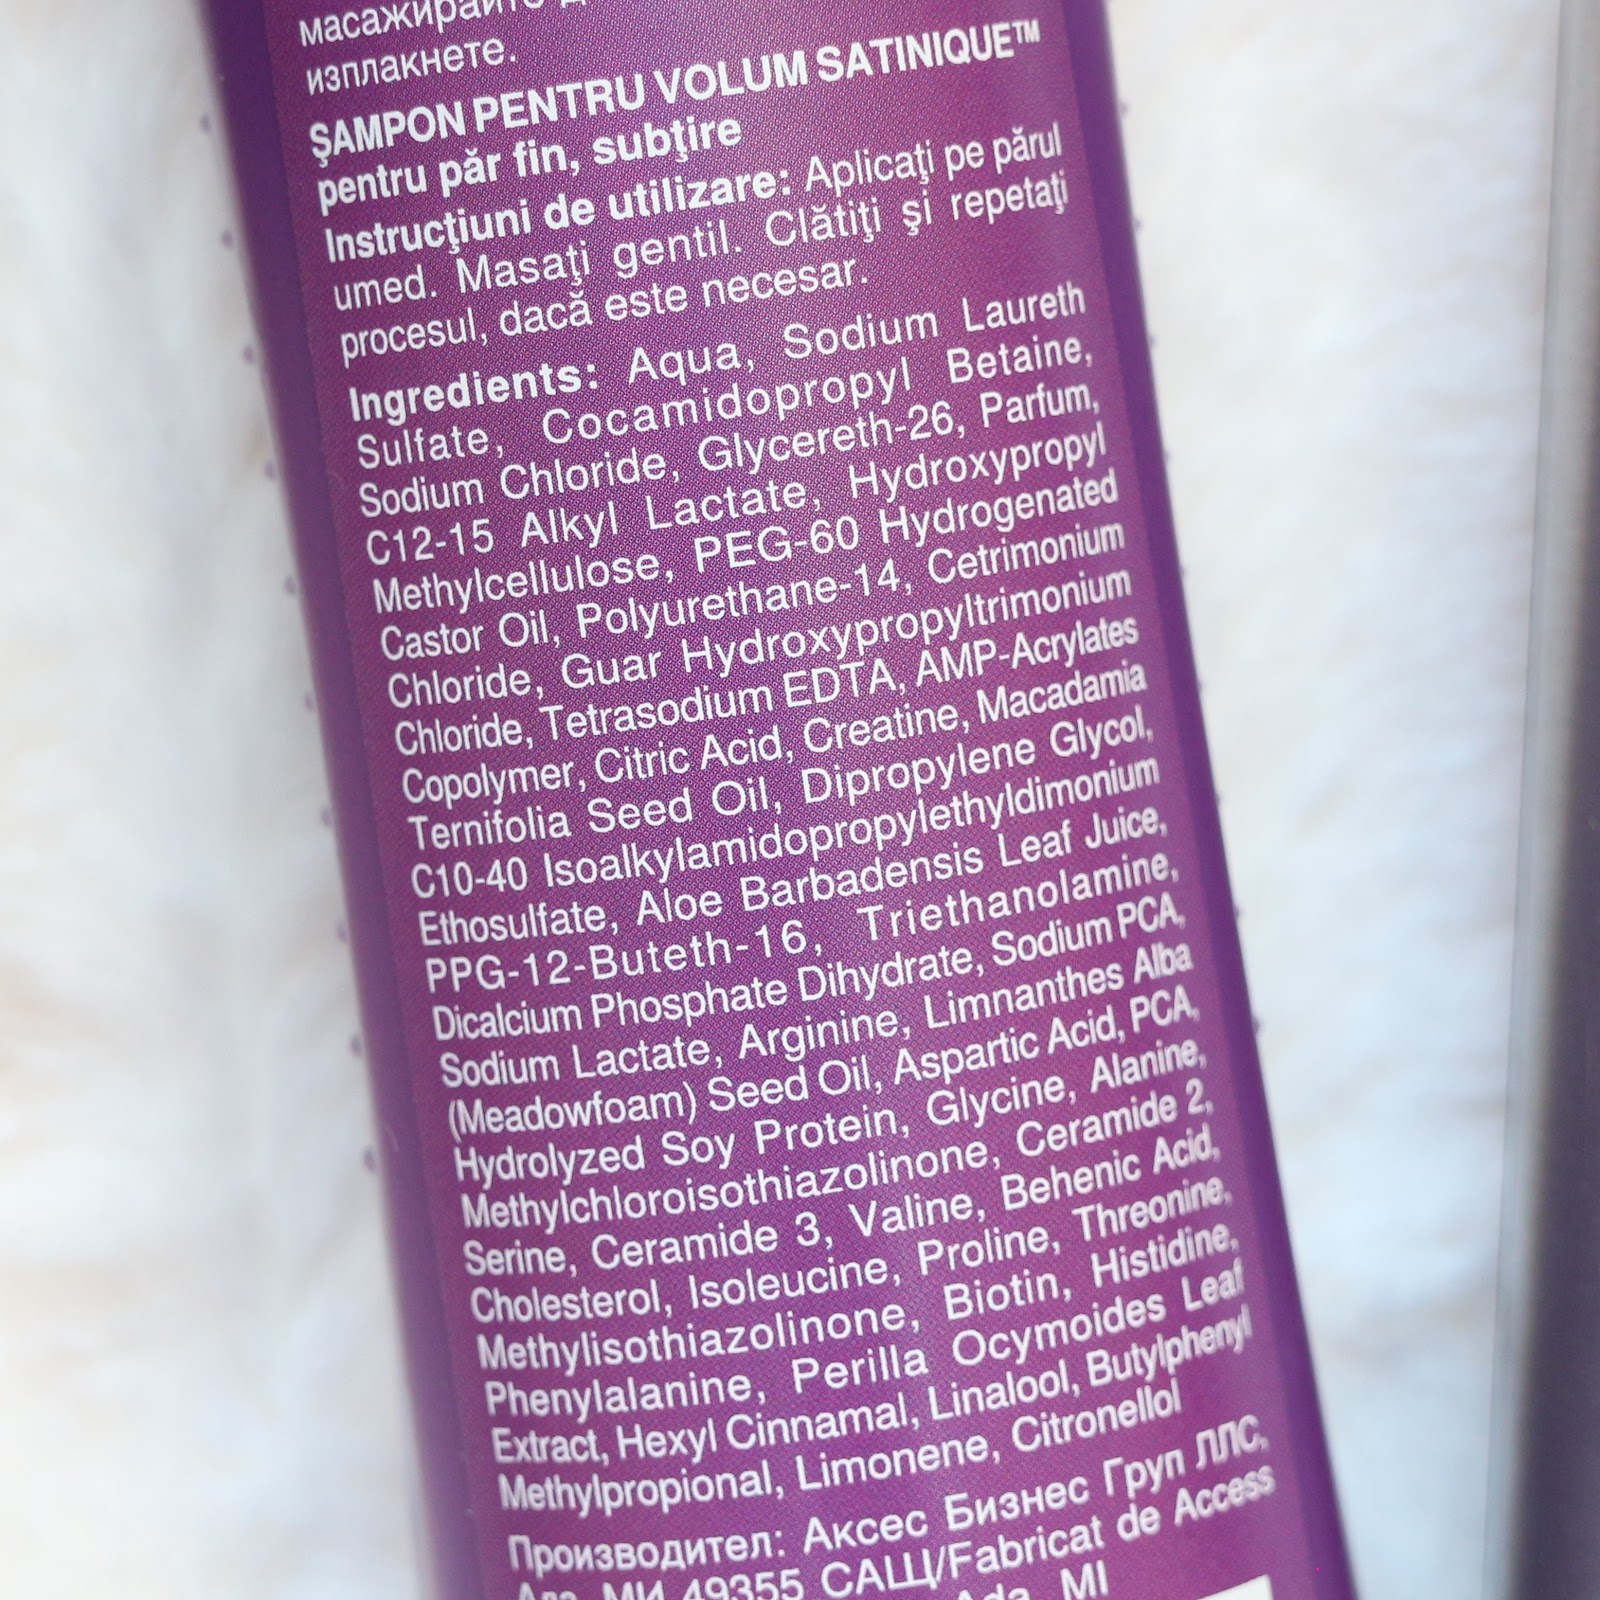 масажирайте
изплакнете.
ŞAMPON PENTRU VOLUM SATINIQUE™
pentru păr fin, subţire
Instrucţiuni de utilizare: Aplicaţi pe părul
umed. Masaţi gentil. Clătiţi şi repetaţi
procesul, dacă este necesar.
Ingredients: Aqua, Sodium Laureth
Sulfate, Cocamidopropyl Betaine,
Sodium Chloride, Glycereth-26, Parfum,
C12-15 Alkyl Lactate, Hydroxypropyl
Methylcellulose, PEG-60 Hydrogenated
Castor Oil, Polyurethane-14, Cetrimonium
Chloride, Guar Hydroxypropyltrimonium
Chloride, Tetrasodium EDTA, AMP-Acrylates
Copolymer, Citric Acid, Creatine, Macadamia
Ternifolia Seed Oil, Dipropylene Glycol,
C10-40 Isoalkylamidopropylethyldimonium
Ethosulfate, Aloe Barbadensis Leaf Juice,
PPG-12-Buteth-16, Triethanolamine,
Dicalcium Phosphate Dihydrate, Sodium PCA,
Sodium Lactate, Arginine, Limnanthes Alba
(Meadowfoam) Seed Oil, Aspartic Acid, PCA,
Hydrolyzed Soy Protein, Glycine, Alanine,
Methylchloroisothiazolinone, Ceramide 2,
Serine, Ceramide 3, Valine, Behenic Acid,
Cholesterol, Isoleucine, Proline, Threonine,
Methylisothiazolinone, Biotin, Histidine,
Phenylalanine, Perilla Ocymoides Leaf
Extract, Hexyl Cinnamal, Linalool, Butylphenyl
Methylpropional, Limonene, Citronellol
Производител: Аксес Бизнес Груп ЛЛС,
Ада, МИ 49355 САЩ/Fabricat de Access
Ada, MI